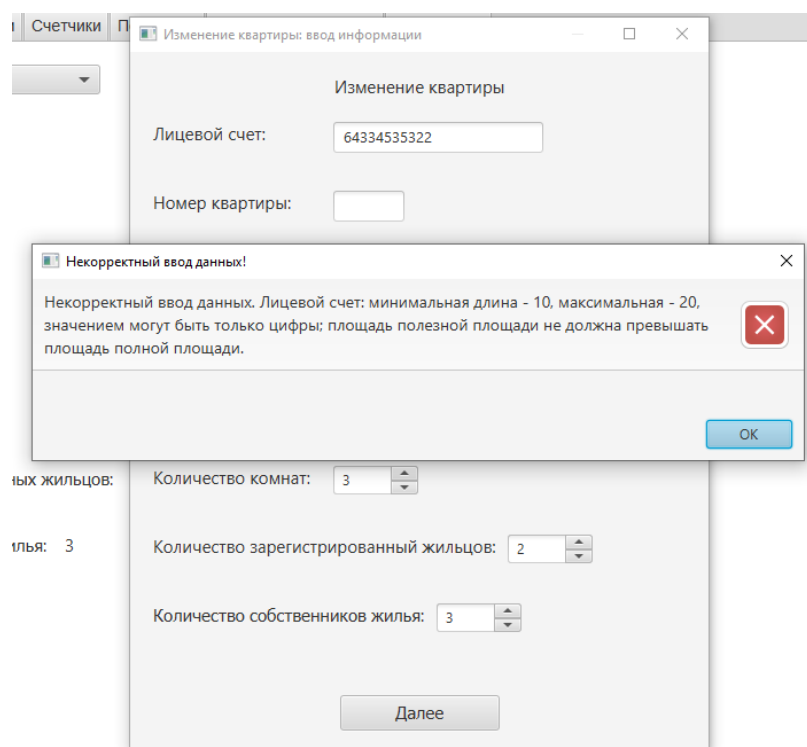 Счетчики П
Изменение квартиры: ввод информации
Изменение квартиры
Лицевой счет: 64334535322
Номер квартиры:
Некорректный ввод данных!
Некорректный ввод данных. Лицевой счет: минимальная длина - 10, максимальная - 20,
значением могут быть только цифры; площадь полезной площади не должна превышать
площадь полной площади.
OK
ных жильцов:
Количество комнат: 3
илья: 3
Количество зарегистрированный жильцов: 2
Количество собственников жилья: 3
Далее